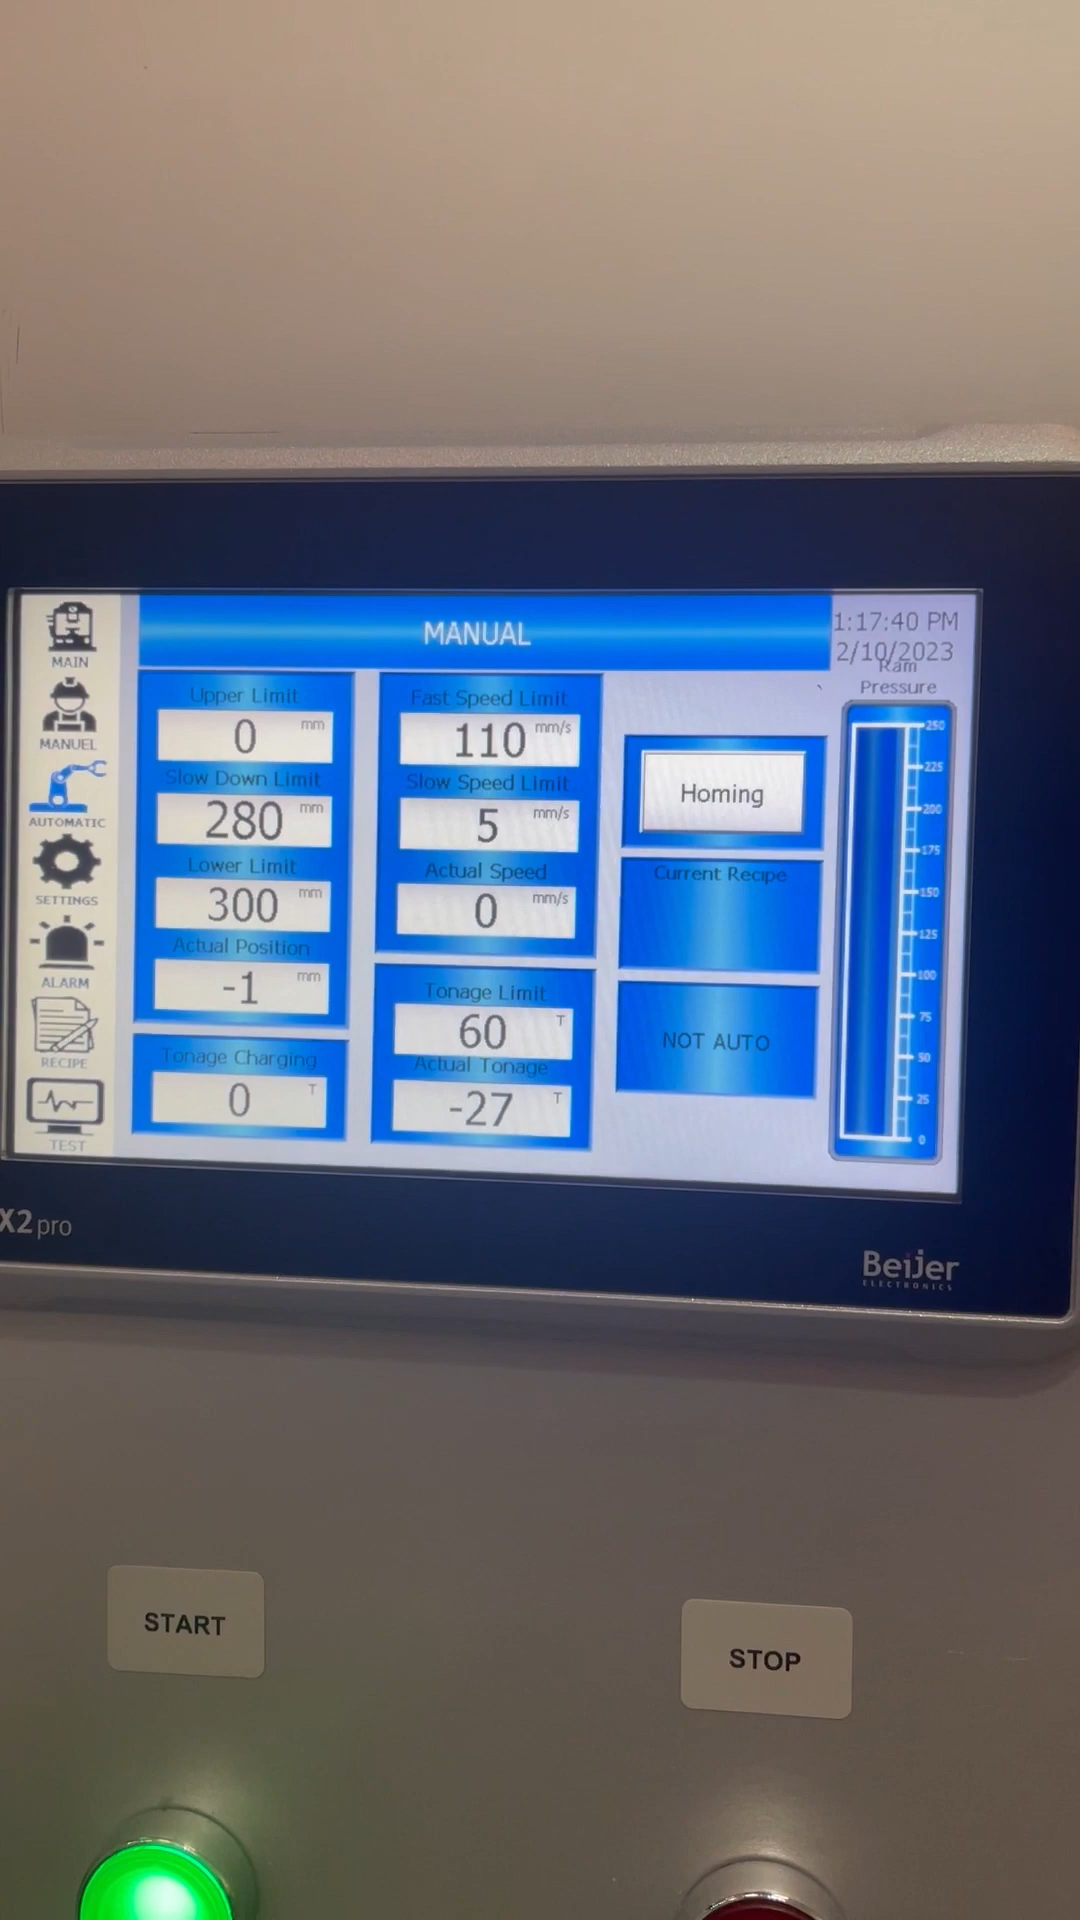 MANUAL
1:17:40 PM
2/10/2023
MAIN
MANUEL
AUTOMATIC
SETTINGS
ALARM
RECIPE
TEST
Upper Limit
0 mm
Slow Down Limit
280 mm
Lower Limit
300 mm
Actual Position
-1 mm
Tonage Charging
0 T
Fast Speed Limit
110 mm/s
Slow Speed Limit
5 mm/s
Actual Speed
0 mm/s
Tonage Limit
60 T
Actual Tonage
-27 T
Homing
Current Recipe
NOT AUTO
Ram
Pressure
250
225
200
175
150
125
100
75
50
25
0
X2 pro
Beijer
ELECTRONICS
START
STOP